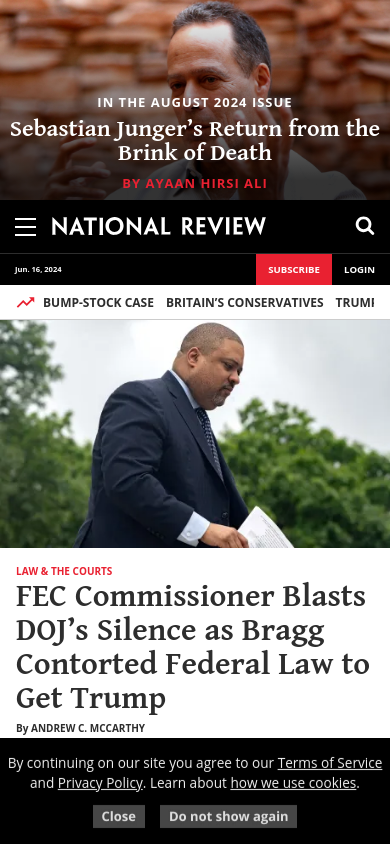 IN THE AUGUST 2024 ISSUE
Sebastian Junger’s Return from the
Brink of Death
BY AYAAN HIRSI ALI
NATIONAL REVIEW
Jun. 16, 2024
SUBSCRIBE
LOGIN
BUMP-STOCK CASE BRITAIN’S CONSERVATIVES TRUMP
LAW & THE COURTS
FEC Commissioner Blasts
DOJ’s Silence as Bragg
Contorted Federal Law to
Get Trump
By ANDREW C. MCCARTHY
By continuing on our site you agree to our Terms of Service
and Privacy Policy. Learn about how we use cookies.
Close
Do not show again